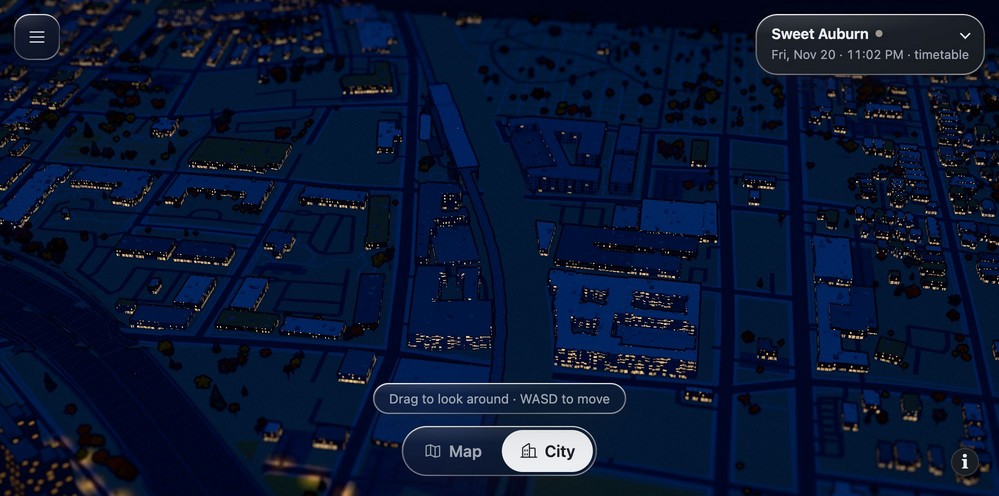 Sweet Auburn
Fri, Nov 20 · 11:02 PM · timetable
Drag to look around · WASD to move
Map
City
i